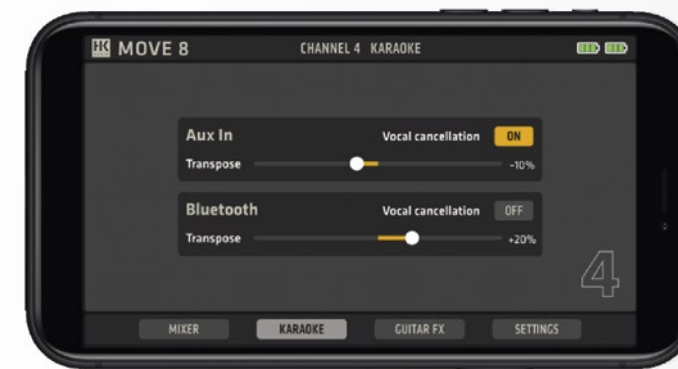 HK MOVE 8 CHANNEL 4 KARAOKE
Aux In Vocal cancellation ON
Transpose -10%
Bluetooth Vocal cancellation OFF
Transpose +20%
4
MIXER KARAOKE GUITAR FX SETTINGS